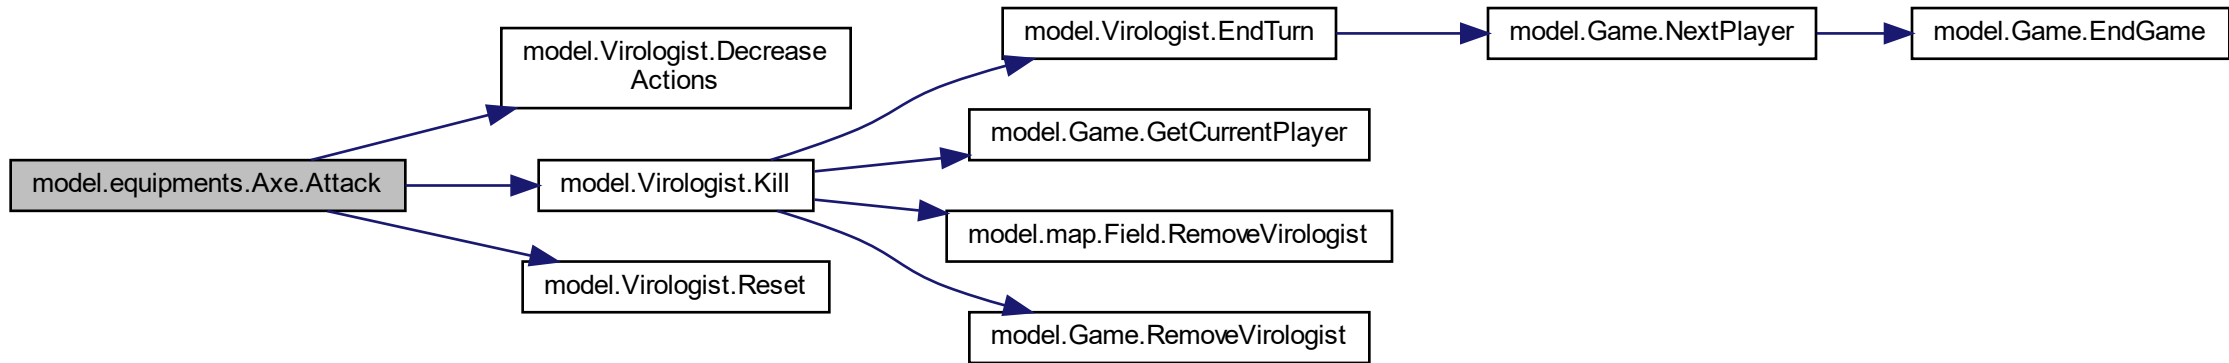 model.equipments.Axe.Attack
model.Virologist.Decrease
Actions
model.Virologist.Kill
model.Virologist.Reset
model.Virologist.EndTurn
model.Game.GetCurrentPlayer
model.map.Field.RemoveVirologist
model.Game.RemoveVirologist
model.Game.NextPlayer
model.Game.EndGame